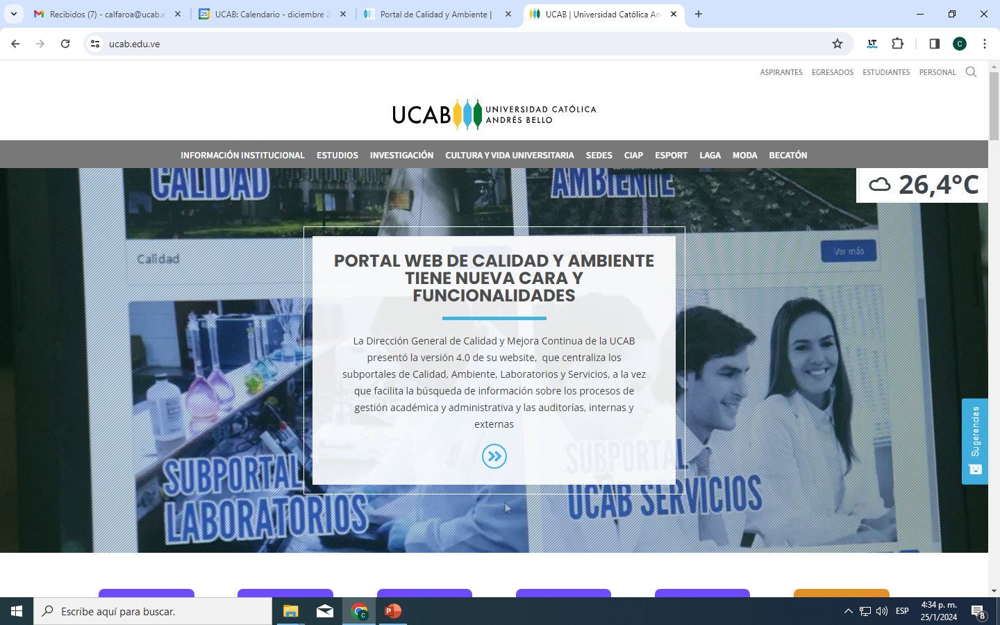 Recibidos (7) - calfaroa@ucab.e
UCAB: Calendario - diciembre 2
Portal de Calidad y Ambiente |
UCAB | Universidad Católica An
ucab.edu.ve
ASPIRANTES EGRESADOS ESTUDIANTES PERSONAL
UCAB UNIVERSIDAD CATÓLICA
ANDRÉS BELLO
INFORMACIÓN INSTITUCIONAL ESTUDIOS INVESTIGACIÓN CULTURA Y VIDA UNIVERSITARIA SEDES CIAP ESPORT LAGA MODA BECATÓN
26,4°C
CALIDAD
AMBIENTE
Calidad
Ambiente
Ver más
PORTAL WEB DE CALIDAD Y AMBIENTE
TIENE NUEVA CARA Y
FUNCIONALIDADES
La Dirección General de Calidad y Mejora Continua de la UCAB
presentó la versión 4.0 de su website, que centraliza los
subportales de Calidad, Ambiente, Laboratorios y Servicios, a la vez
que facilita la búsqueda de información sobre los procesos de
gestión académica y administrativa y las auditorías, internas y
externas
SUBPORTAL
LABORATORIOS
SUBPORTAL
UCAB SERVICIOS
Sugerencias
Escribe aquí para buscar.
ESP
4:34 p. m.
25/1/2024
8